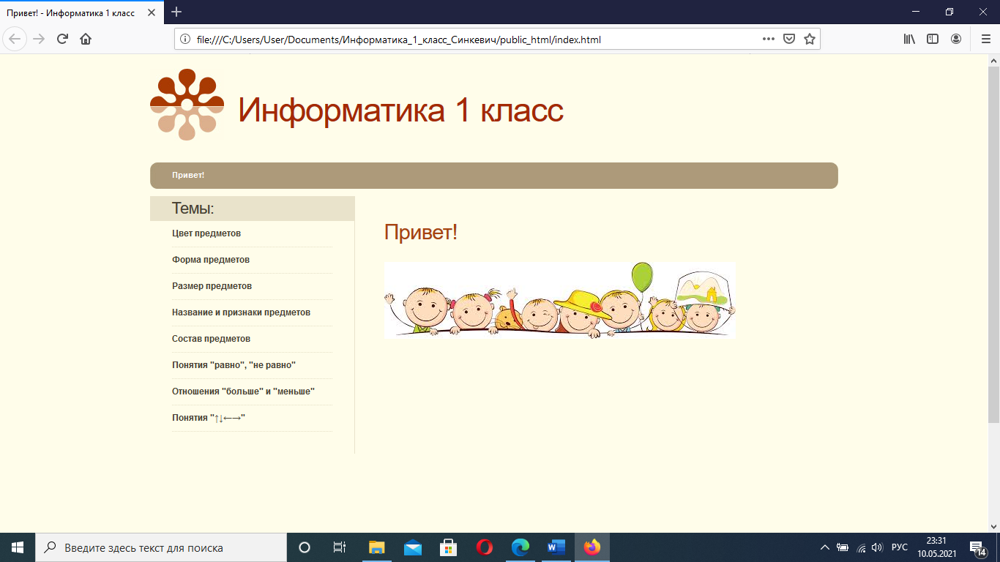 Привет! - Информатика 1 класс
file:///C:/Users/User/Documents/Информатика_1_класс_Синкевич/public_html/index.html
Информатика 1 класс
Привет!
Темы:
Цвет предметов
Форма предметов
Размер предметов
Название и признаки предметов
Состав предметов
Понятия "равно", "не равно"
Отношения "больше" и "меньше"
Понятия "↑↓←→"
Привет!
Введите здесь текст для поиска
РУС
23:31
10.05.2021
14